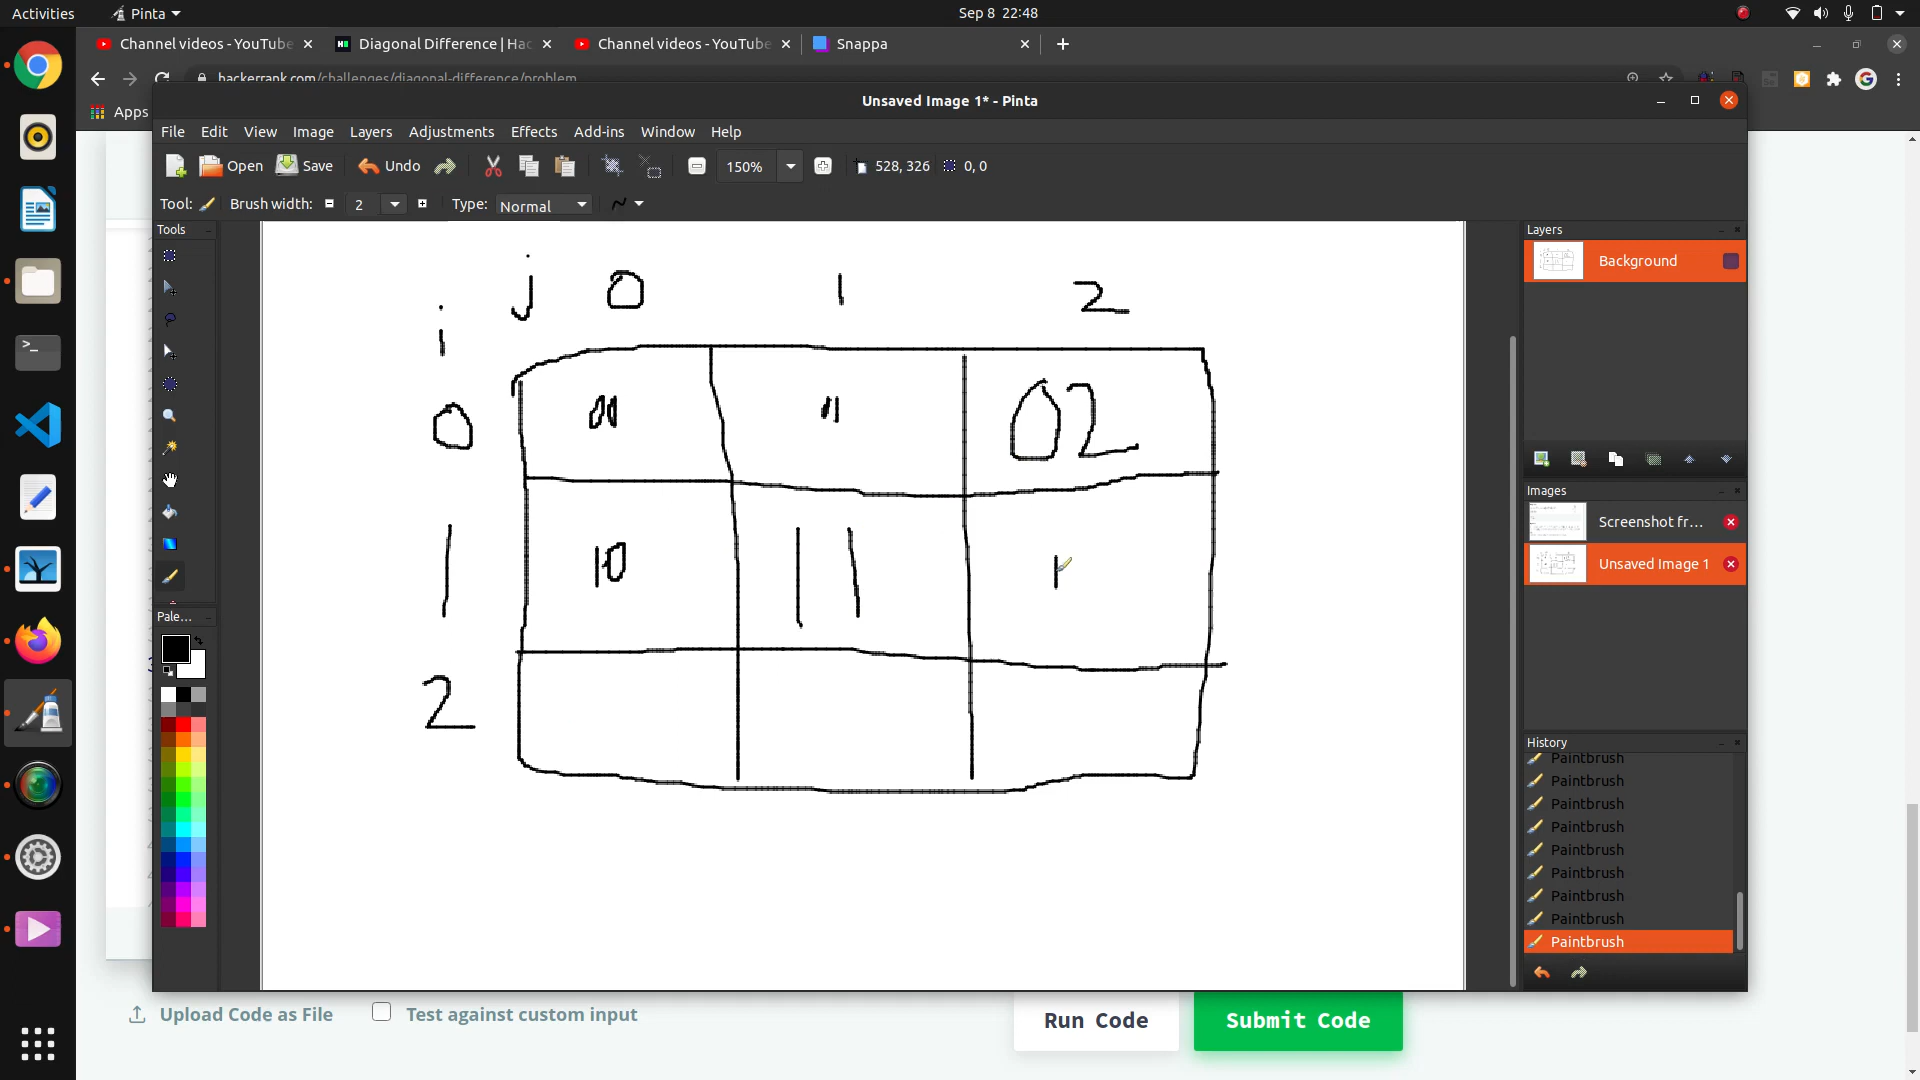 Activities Pinta Sep 8 22:48
Channel videos - YouTube Diagonal Difference | Hac Channel videos - YouTube Snappa
hackerrank.com/challenges/diagonal-difference/problem
Apps
Unsaved Image 1* - Pinta
File Edit View Image Layers Adjustments Effects Add-ins Window Help
Open Save Undo 150% 528, 326 0, 0
Tool: Brush width: 2 Type: Normal
Tools
Layers
Background
j 0 1 2
i
0 00 02
1 10 11 1
2
Images
Screenshot fr...
Unsaved Image 1
Pale...
History
Paintbrush
Paintbrush
Paintbrush
Paintbrush
Paintbrush
Paintbrush
Paintbrush
Paintbrush
Paintbrush
Upload Code as File Test against custom input Run Code Submit Code